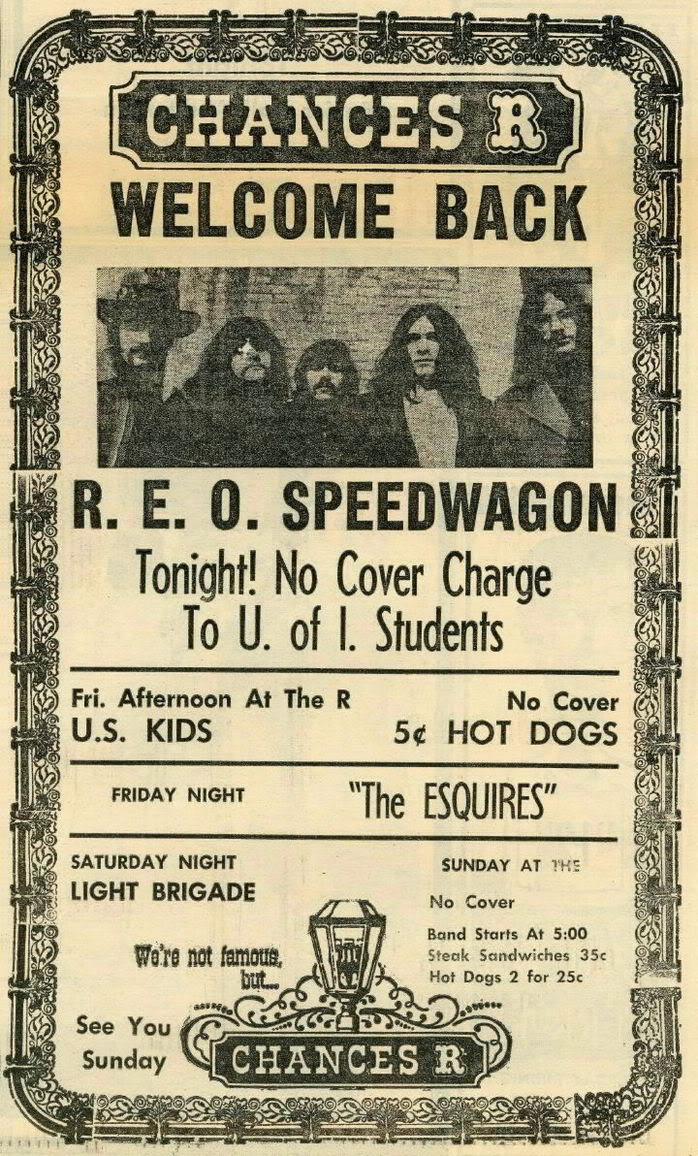 CHANCES R
WELCOME BACK
R. E. O. SPEEDWAGON
Tonight! No Cover Charge
To U. of I. Students
Fri. Afternoon At The R
No Cover
U.S. KIDS
5¢ HOT DOGS
FRIDAY NIGHT
"The ESQUIRES"
SATURDAY NIGHT
LIGHT BRIGADE
SUNDAY AT THE
No Cover
Band Starts At 5:00
Steak Sandwiches 35c
Hot Dogs 2 for 25c
We're not famous,
but...
See You
Sunday
CHANCES R